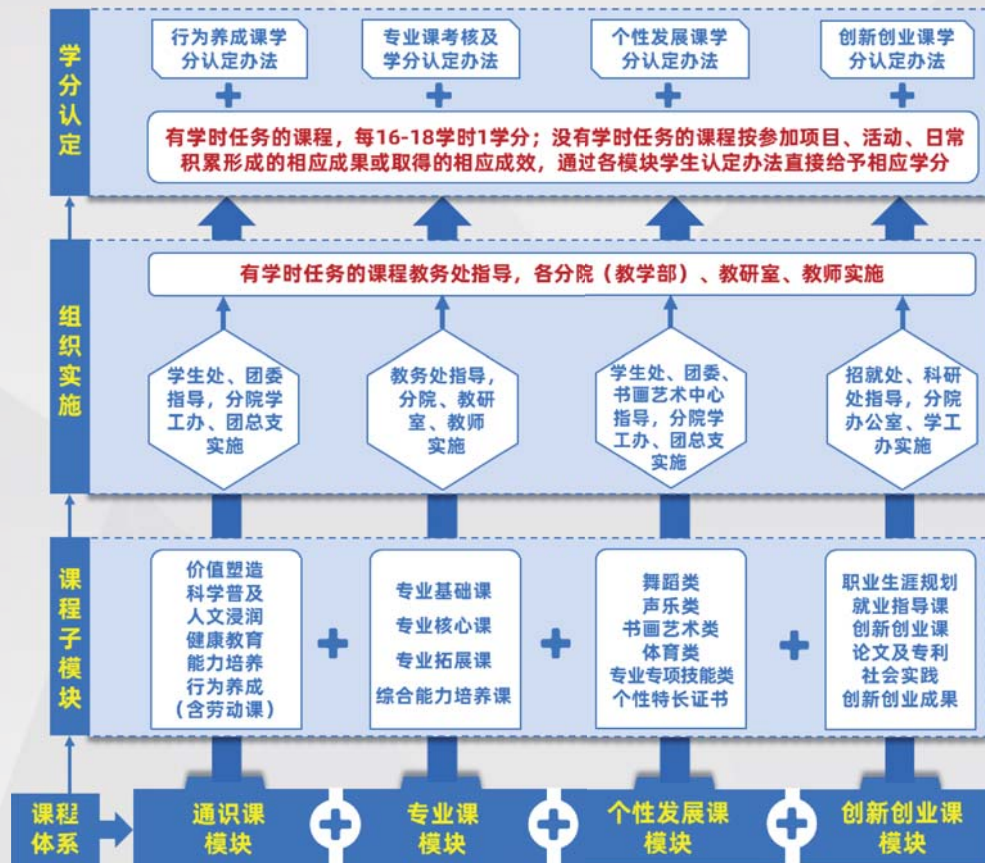 学分认定
行为养成课学
分认定办法
专业课考核及
学分认定办法
个性发展课学
分认定办法
创新创业课学
分认定办法
有学时任务的课程，每16-18学时1学分；没有学时任务的课程按参加项目、活动、日常
积累形成的相应成果或取得的相应成效，通过各模块学生认定办法直接给予相应学分
组织实施
有学时任务的课程教务处指导，各分院（教学部）、教研室、教师实施
学生处、团委
指导，分院学
工办、团总支
实施
教务处指导，
分院、教研
室、教师
实施
学生处、团委、
书画艺术中心
指导，分院学
工办、团总支
实施
招就处、科研
处指导，分院
办公室、学工
办实施
课程子模块
价值塑造
科学普及
人文浸润
健康教育
能力培养
行为养成
（含劳动课）
专业基础课
专业核心课
专业拓展课
综合能力培养课
舞蹈类
声乐类
书画艺术类
体育类
专业专项技能类
个性特长证书
职业生涯规划
就业指导课
创新创业课
论文及专利
社会实践
创新创业成果
课程
体系
通识课
模块
专业课
模块
个性发展课
模块
创新创业课
模块